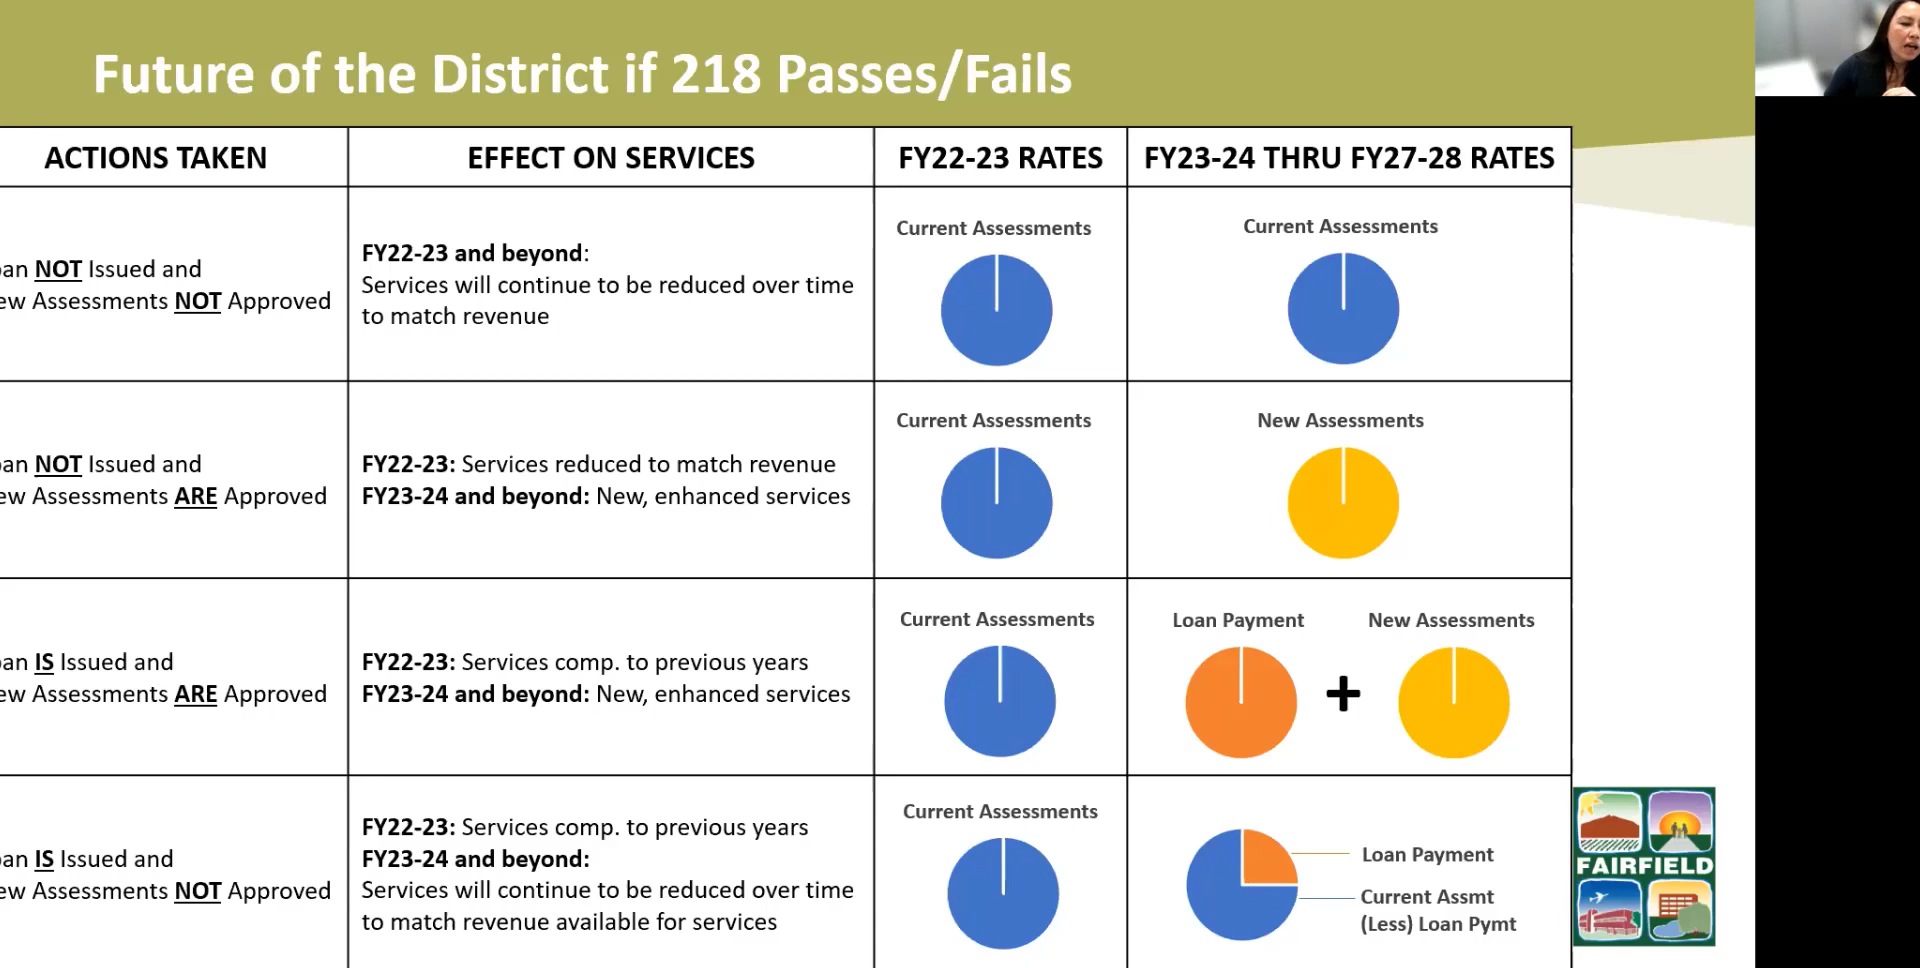 Future of the District if 218 Passes/Fails
ACTIONS TAKEN
EFFECT ON SERVICES
FY22-23 RATES
FY23-24 THRU FY27-28 RATES
an NOT Issued and
ew Assessments NOT Approved
FY22-23 and beyond:
Services will continue to be reduced over time
to match revenue
Current Assessments
Current Assessments
an NOT Issued and
ew Assessments ARE Approved
FY22-23: Services reduced to match revenue
FY23-24 and beyond: New, enhanced services
Current Assessments
New Assessments
an IS Issued and
ew Assessments ARE Approved
FY22-23: Services comp. to previous years
FY23-24 and beyond: New, enhanced services
Current Assessments
Loan Payment
+
New Assessments
an IS Issued and
ew Assessments NOT Approved
FY22-23: Services comp. to previous years
FY23-24 and beyond:
Services will continue to be reduced over time
to match revenue available for services
Current Assessments
Loan Payment
Current Assmt
(Less) Loan Pymt
FAIRFIELD